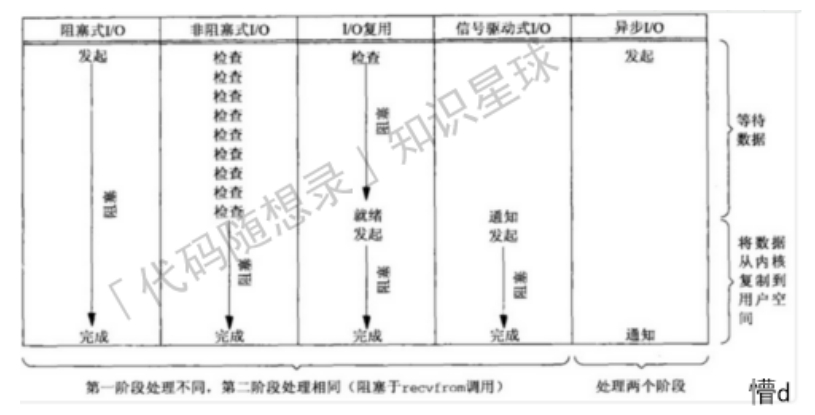 阻塞式I/O 非阻塞式I/O I/O复用 信号驱动式I/O 异步I/O
发起 检查 检查 发起
检查
检查
检查
阻塞
检查
等待
数据
检查
检查
检查
检查
阻塞
就绪 通知
发起 发起
将数据
从内核
复制到
用户空
间
阻塞 阻塞 阻塞
完成 完成 完成 完成 通知
第一阶段处理不同,第二阶段处理相同(阻塞于recvfrom调用) 处理两个阶段
「代码随想录」知识星球
懵d